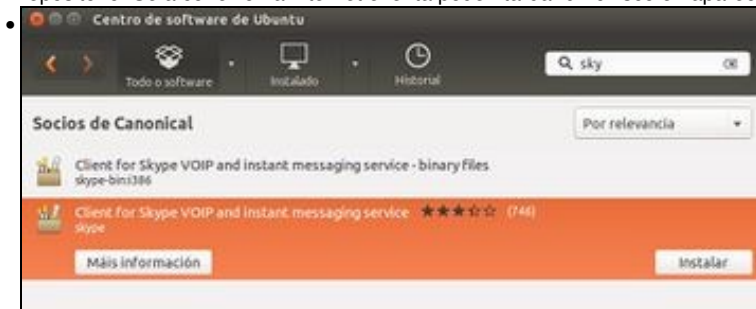 Centro de software de Ubuntu
Todo o software
Instalado
Historial
sky
Socios de Canonical
Por relevancia
Client for Skype VOIP and instant messaging service - binary files
skype-bin:i386
Client for Skype VOIP and instant messaging service ★★★☆☆ (746)
skype
Máis información
Instalar